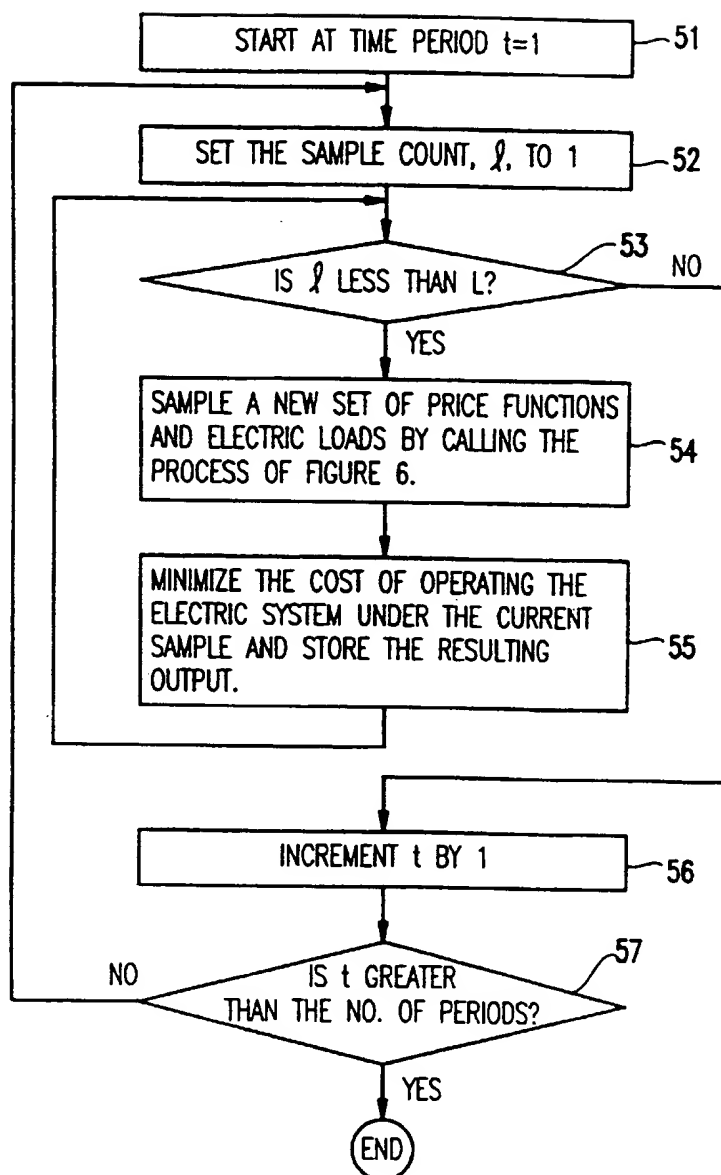 START AT TIME PERIOD t=1
51
SET THE SAMPLE COUNT, ℓ, TO 1
52
53
IS ℓ LESS THAN L?
NO
YES
SAMPLE A NEW SET OF PRICE FUNCTIONS
AND ELECTRIC LOADS BY CALLING THE
PROCESS OF FIGURE 6.
54
MINIMIZE THE COST OF OPERATING THE
ELECTRIC SYSTEM UNDER THE CURRENT
SAMPLE AND STORE THE RESULTING
OUTPUT.
55
INCREMENT t BY 1
56
57
NO
IS t GREATER
THAN THE NO. OF PERIODS?
YES
END